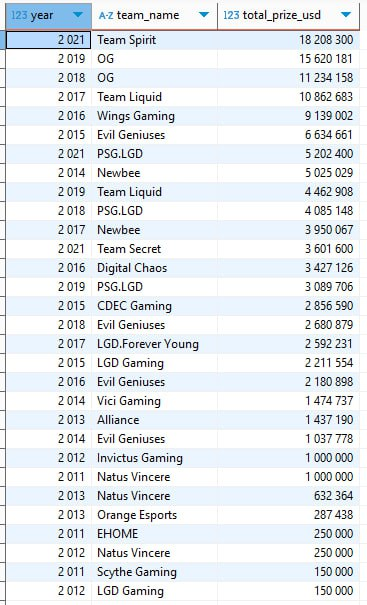 123 year A-Z team_name 123 total_prize_usd
2 021 Team Spirit 18 208 300
2 019 OG 15 620 181
2 018 OG 11 234 158
2 017 Team Liquid 10 862 683
2 016 Wings Gaming 9 139 002
2 015 Evil Geniuses 6 634 661
2 021 PSG.LGD 5 202 400
2 014 Newbee 5 025 029
2 019 Team Liquid 4 462 908
2 018 PSG.LGD 4 085 148
2 017 Newbee 3 950 067
2 021 Team Secret 3 601 600
2 016 Digital Chaos 3 427 126
2 019 PSG.LGD 3 089 706
2 015 CDEC Gaming 2 856 590
2 018 Evil Geniuses 2 680 879
2 017 LGD.Forever Young 2 592 231
2 015 LGD Gaming 2 211 554
2 016 Evil Geniuses 2 180 898
2 014 Vici Gaming 1 474 737
2 013 Alliance 1 437 190
2 014 Evil Geniuses 1 037 778
2 012 Invictus Gaming 1 000 000
2 011 Natus Vincere 1 000 000
2 013 Natus Vincere 632 364
2 013 Orange Esports 287 438
2 011 EHOME 250 000
2 012 Natus Vincere 250 000
2 011 Scythe Gaming 150 000
2 012 LGD Gaming 150 000